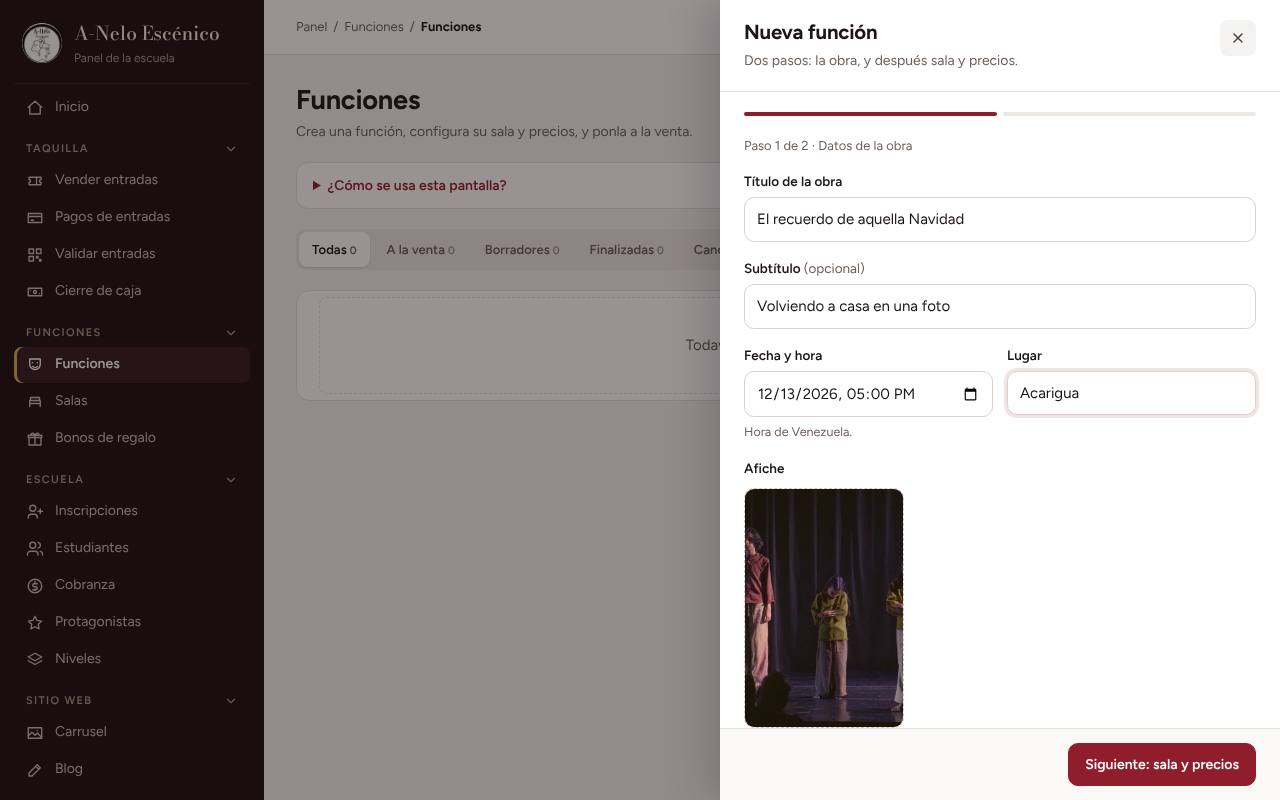 A-Nelo Escénico
Panel de la escuela
Inicio
TAQUILLA
Vender entradas
Pagos de entradas
Validar entradas
Cierre de caja
FUNCIONES
Funciones
Salas
Bonos de regalo
ESCUELA
Inscripciones
Estudiantes
Cobranza
Protagonistas
Niveles
SITIO WEB
Carrusel
Blog
Panel / Funciones / Funciones
Funciones
Crea una función, configura su sala y precios, y ponla a la venta.
¿Cómo se usa esta pantalla?
Todas 0 A la venta 0 Borradores 0 Finalizadas 0
Nueva función
Dos pasos: la obra, y después sala y precios.
Paso 1 de 2 · Datos de la obra
Título de la obra
El recuerdo de aquella Navidad
Subtítulo (opcional)
Volviendo a casa en una foto
Fecha y hora Lugar
12/13/2026, 05:00 PM Acarigua
Hora de Venezuela.
Afiche
Siguiente: sala y precios